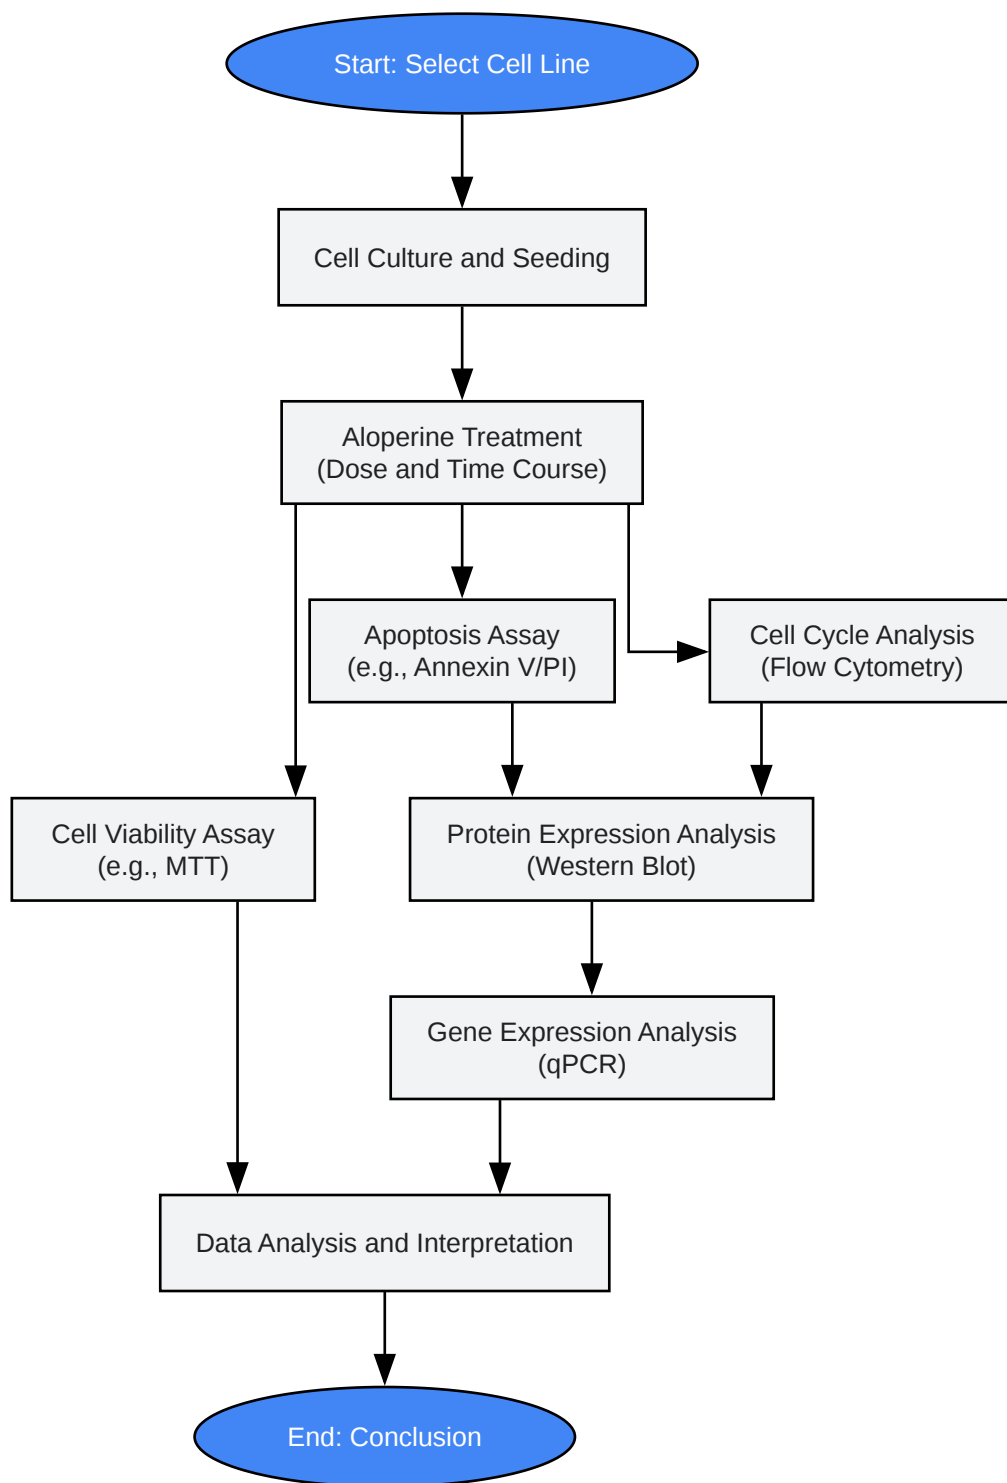 Start: Select Cell Line
Cell Culture and Seeding
Aloperine Treatment
(Dose and Time Course)
Apoptosis Assay
(e.g., Annexin V/PI)
Cell Cycle Analysis
(Flow Cytometry)
Cell Viability Assay
(e.g., MTT)
Protein Expression Analysis
(Western Blot)
Gene Expression Analysis
(qPCR)
Data Analysis and Interpretation
End: Conclusion